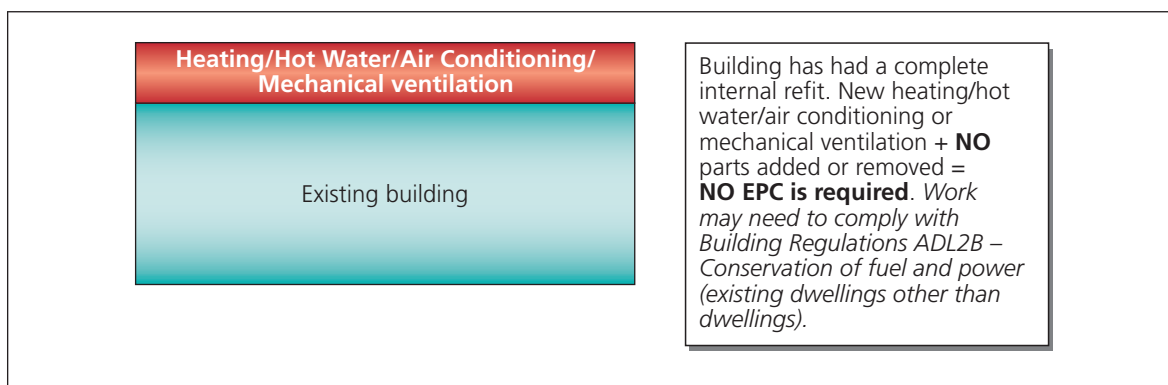 Heating/Hot Water/Air Conditioning/
Mechanical ventilation
Existing building
Building has had a complete
internal refit. New heating/hot
water/air conditioning or
mechanical ventilation + NO
parts added or removed =
NO EPC is required. Work
may need to comply with
Building Regulations ADL2B –
Conservation of fuel and power
(existing dwellings other than
dwellings).